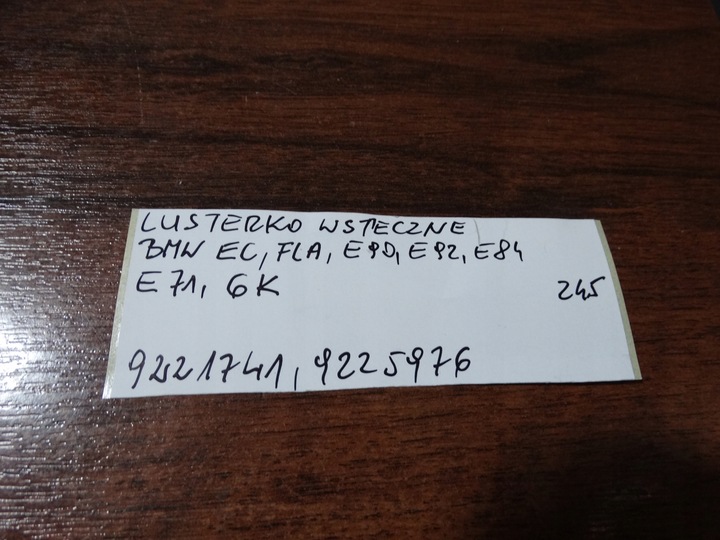 LUSTERKO WSTECZNE
BMW EC, FLA, E90, E92, E84
E71, 6K 245
9221741, 9225976